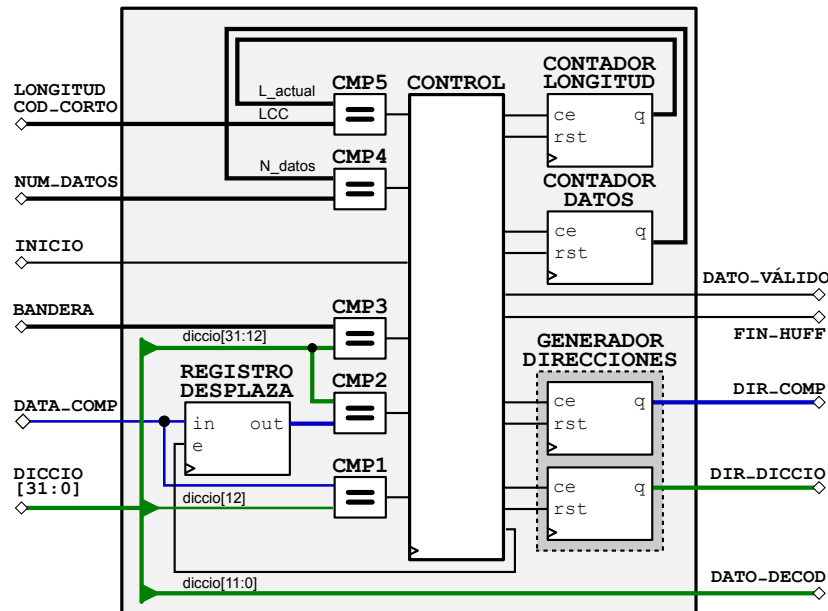 LONGITUD
COD_CORTO
NUM_DATOS
INICIO
BANDERA
DATA_COMP
DICCIO
[31:0]
L_actual
LCC
N_datos
diccio[31:12]
REGISTRO
DESPLAZA
in
out
e
diccio[12]
diccio[11:0]
CMP5
=
CMP4
=
CMP3
=
CMP2
=
CMP1
=
CONTROL
CONTADOR
LONGITUD
ce
q
rst
CONTADOR
DATOS
ce
q
rst
GENERADOR
DIRECCIONES
ce
q
rst
ce
q
rst
DATO_VÁLIDO
FIN_HUFF
DIR_COMP
DIR_DICCIO
DATO_DECOD